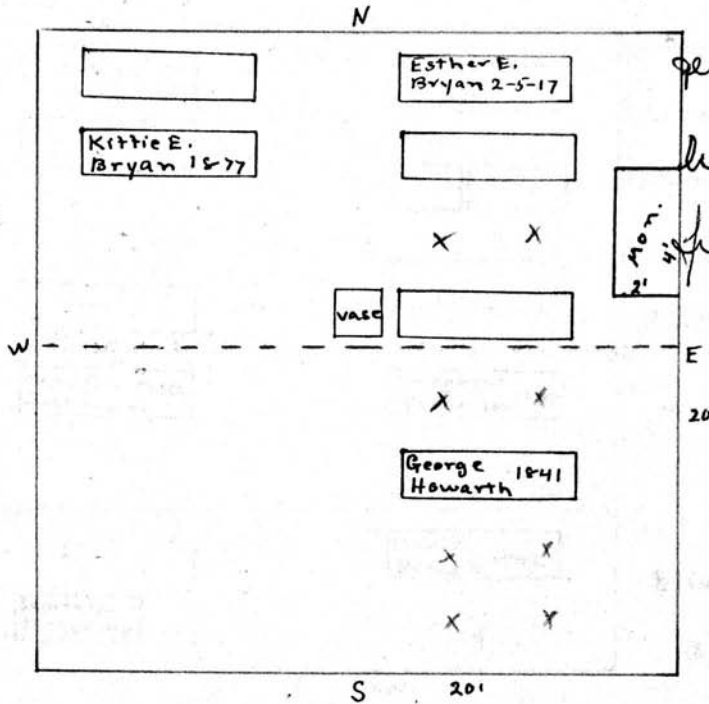 N
Esther E.
Bryan 2-5-17
Kittie E.
Bryan 1877
Mon.
4'
2'
vase
W
E
20
George 1841
Howarth
S 201